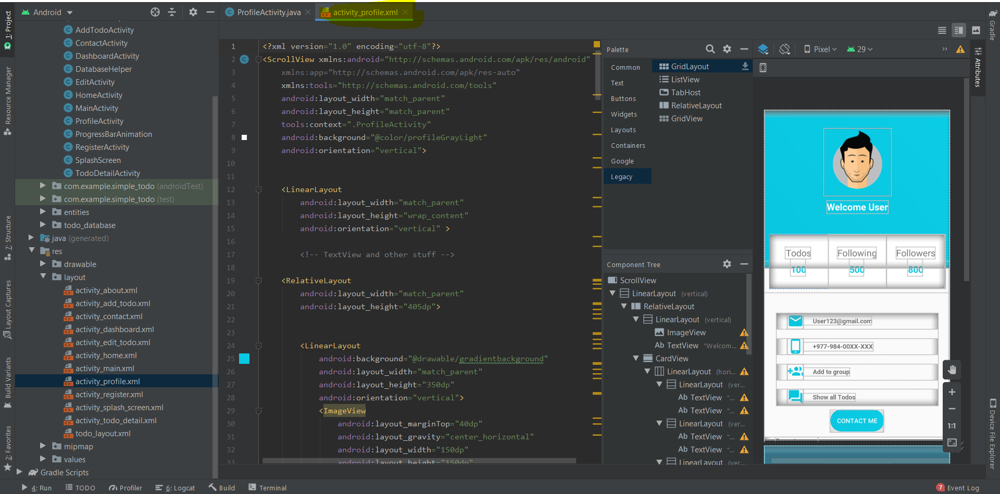 Android
ProfileActivity.java
activity_profile.xml
1: Project
Resource Manager
7: Structure
Layout Captures
Build Variants
2: Favorites
AddTodoActivity
ContactActivity
DashboardActivity
DatabaseHelper
EditActivity
HomeActivity
MainActivity
ProfileActivity
ProgressBarAnimation
RegisterActivity
SplashScreen
TodoDetailActivity
com.example.simple_todo (androidTest)
com.example.simple_todo (test)
entities
todo_database
java (generated)
res
drawable
layout
activity_about.xml
activity_add_todo.xml
activity_contact.xml
activity_dashboard.xml
activity_edit_todo.xml
activity_home.xml
activity_main.xml
activity_profile.xml
activity_register.xml
activity_splash_screen.xml
activity_todo_detail.xml
todo_layout.xml
mipmap
values
Gradle Scripts
1 <?xml version="1.0" encoding="utf-8"?>
2 <ScrollView xmlns:android="http://schemas.android.com/apk/res/android"
3 xmlns:app="http://schemas.android.com/apk/res-auto"
4 xmlns:tools="http://schemas.android.com/tools"
5 android:layout_width="match_parent"
6 android:layout_height="match_parent"
7 tools:context=".ProfileActivity"
8 android:background="@color/profileGrayLight"
9 android:orientation="vertical">
10
11
12 <LinearLayout
13 android:layout_width="match_parent"
14 android:layout_height="wrap_content"
15 android:orientation="vertical" >
16
17 <!-- TextView and other stuff -->
18
19 <RelativeLayout
20 android:layout_width="match_parent"
21 android:layout_height="405dp">
22
23
24 <LinearLayout
25 android:background="@drawable/gradientbackground"
26 android:layout_width="match_parent"
27 android:layout_height="350dp"
28 android:orientation="vertical">
29 <ImageView
30 android:layout_marginTop="40dp"
31 android:layout_gravity="center_horizontal"
32 android:layout_width="150dp"
33 android:layout_height="150dp"
Palette
Common
Text
Buttons
Widgets
Layouts
Containers
Google
Legacy
GridLayout
ListView
TabHost
RelativeLayout
GridView
Component Tree
ScrollView
LinearLayout (vertical)
RelativeLayout
LinearLayout (vertical)
ImageView
Ab TextView "Welcom...
CardView
LinearLayout (hori...
LinearLayout (ver...
Ab TextView "...
Ab TextView "...
LinearLayout (ver...
Ab TextView "...
Ab TextView "...
LinearLayout (ver...
Pixel
29
Welcome User
Todos Following Followers
100 500 800
User123@gmail.com
+977-984-00XX-XXX
Add to group
Show all Todos
CONTACT ME
1:1
Gradle
Attributes
Device File Explorer
4: Run
TODO
Profiler
6: Logcat
Build
Terminal
7 Event Log